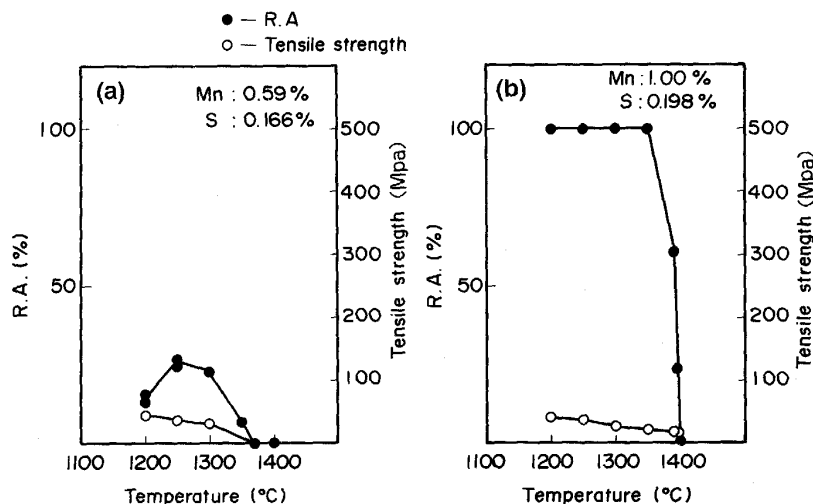 ● — R.A
○ — Tensile strength
(a)
Mn : 0.59 %
S : 0.166%
100
50
R.A. (%)
500
400
300
200
100
Tensile strength (Mpa)
1100 1200 1300 1400
Temperature (°C)
(b)
Mn : 1.00 %
S : 0.198%
100
50
R.A. (%)
500
400
300
200
100
Tensile strength (Mpa)
1100 1200 1300 1400
Temperature (°C)